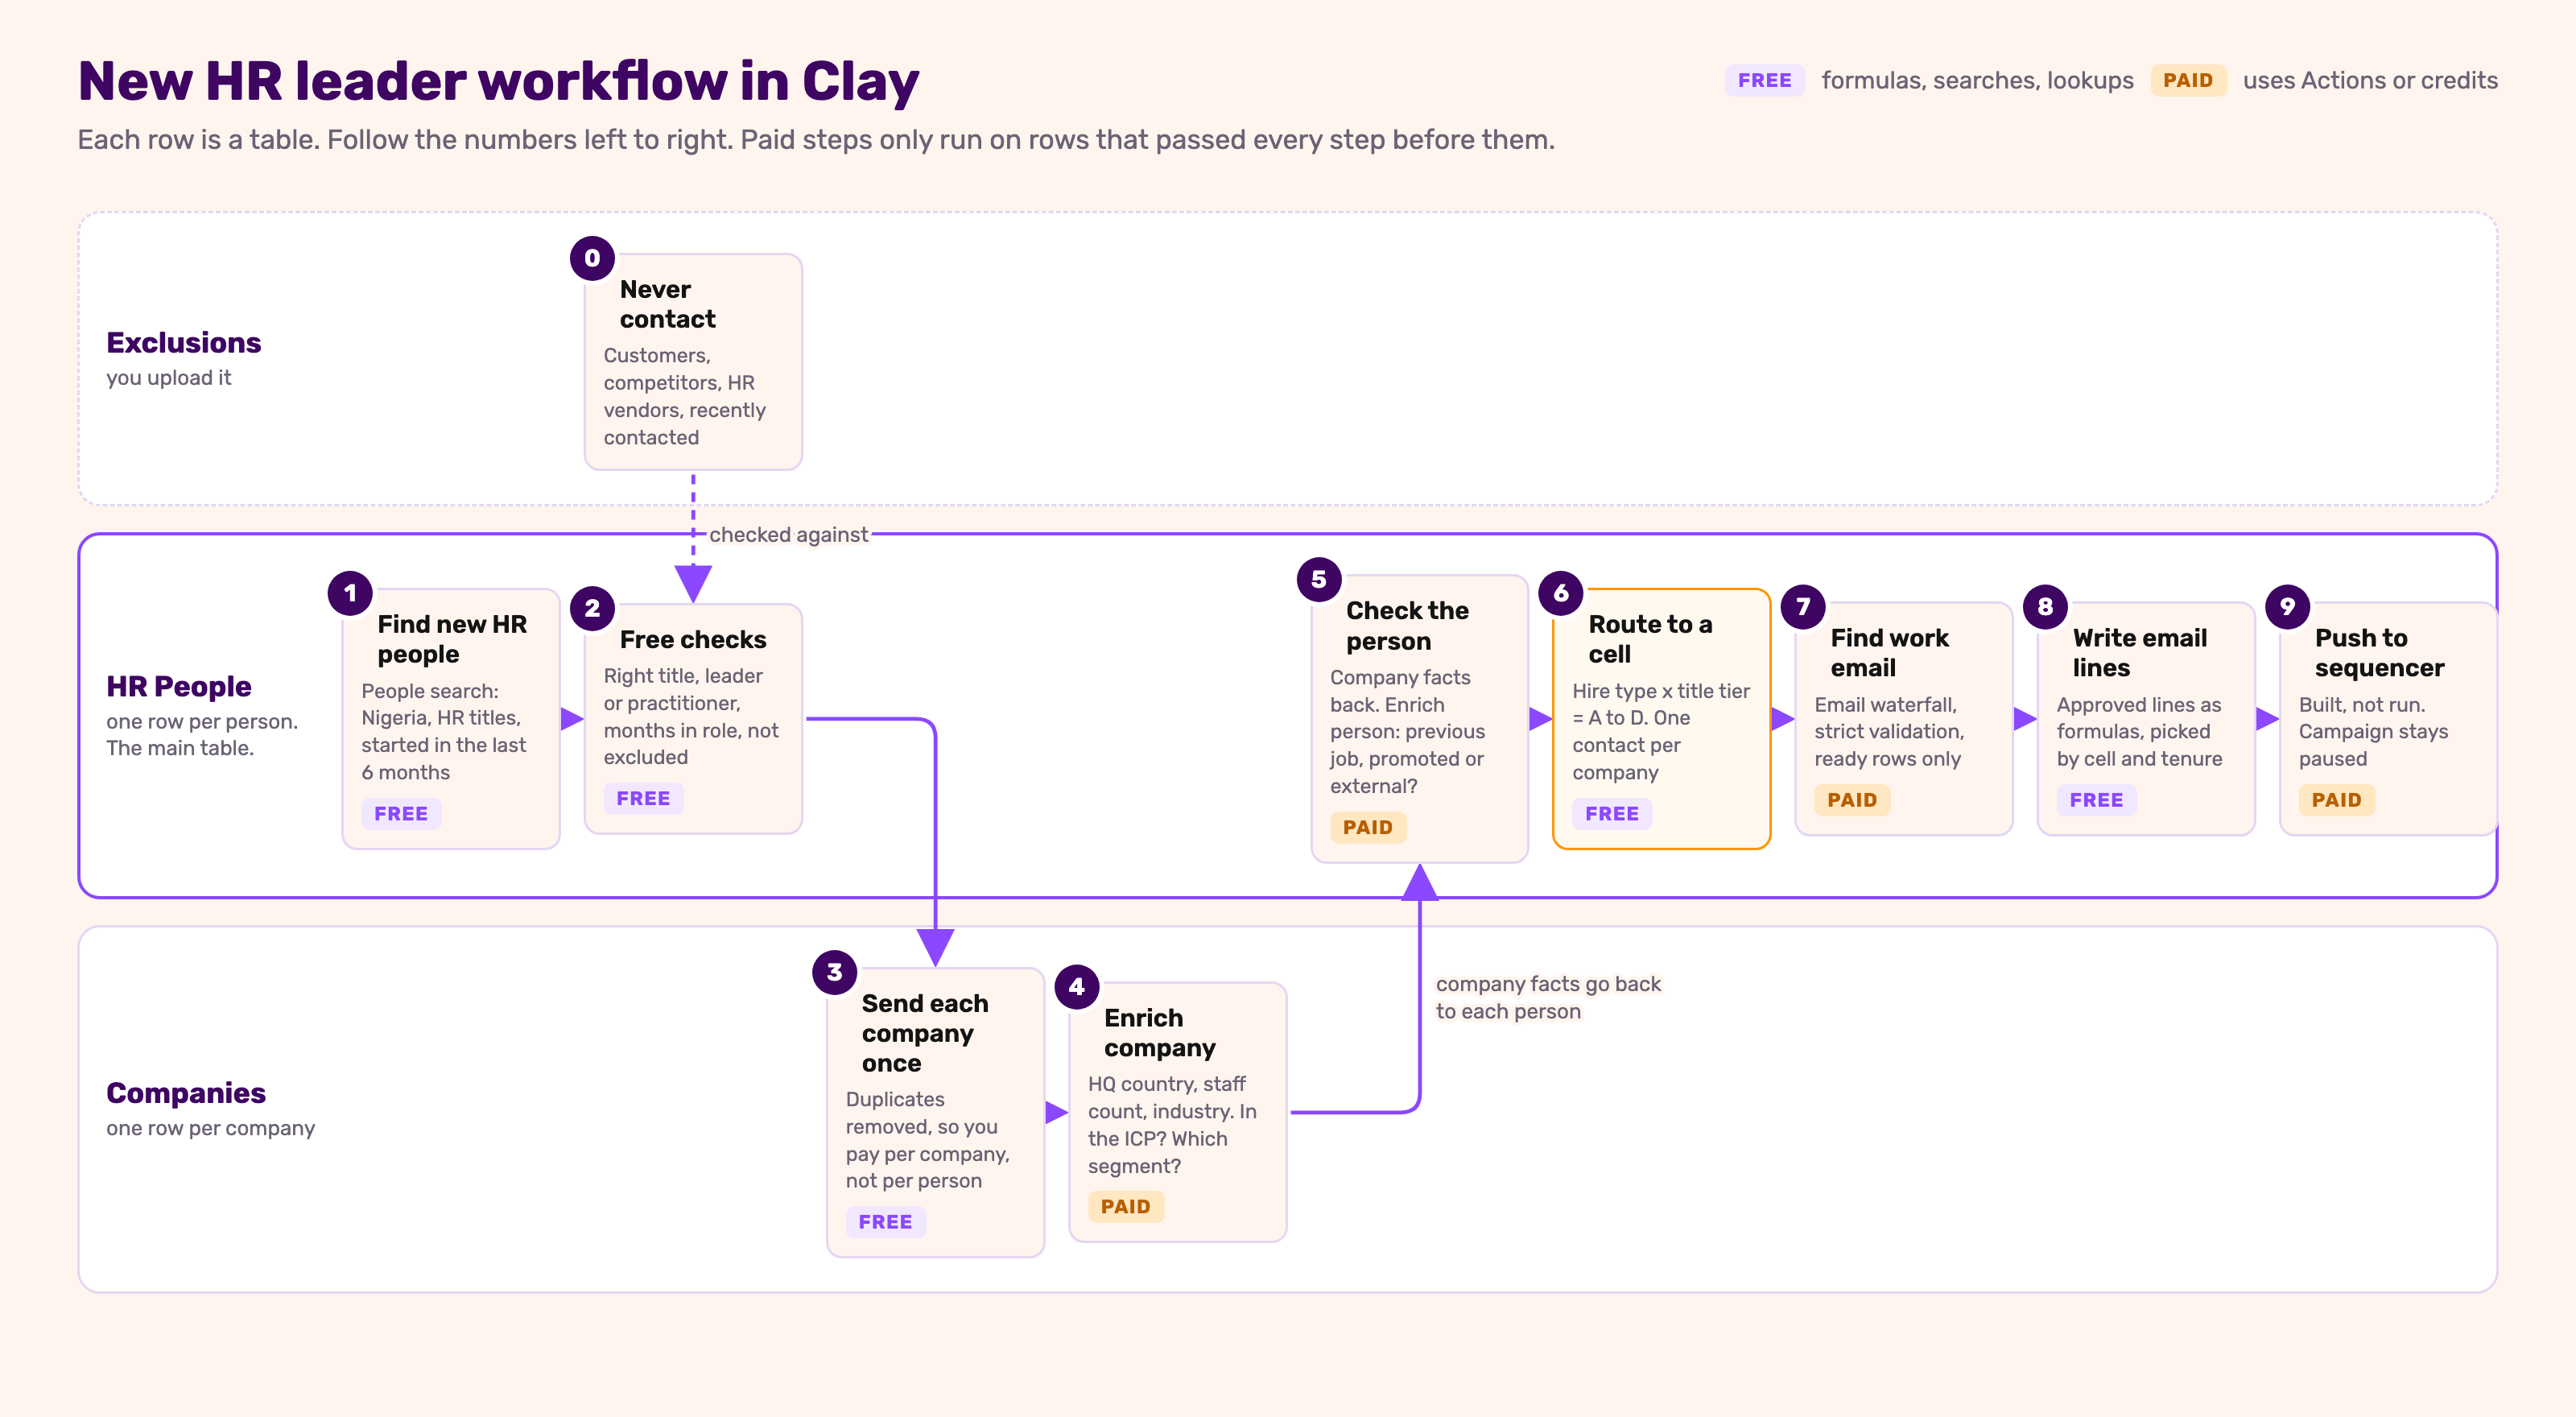 New HR leader workflow in Clay
FREE formulas, searches, lookups PAID uses Actions or credits
Each row is a table. Follow the numbers left to right. Paid steps only run on rows that passed every step before them.
Exclusions
you upload it
0
Never
contact
Customers,
competitors, HR
vendors, recently
contacted
checked against
HR People
one row per person.
The main table.
1
Find new HR
people
People search:
Nigeria, HR titles,
started in the last
6 months
FREE
2
Free checks
Right title, leader
or practitioner,
months in role, not
excluded
FREE
5
Check the
person
Company facts
back. Enrich
person: previous
job, promoted or
external?
PAID
6
Route to a
cell
Hire type x title tier
= A to D. One
contact per
company
FREE
7
Find work
email
Email waterfall,
strict validation,
ready rows only
PAID
8
Write email
lines
Approved lines as
formulas, picked
by cell and tenure
FREE
9
Push to
sequencer
Built, not run.
Campaign stays
paused
PAID
Companies
one row per company
3
Send each
company
once
Duplicates
removed, so you
pay per company,
not per person
FREE
4
Enrich
company
HQ country, staff
count, industry. In
the ICP? Which
segment?
PAID
company facts go back
to each person